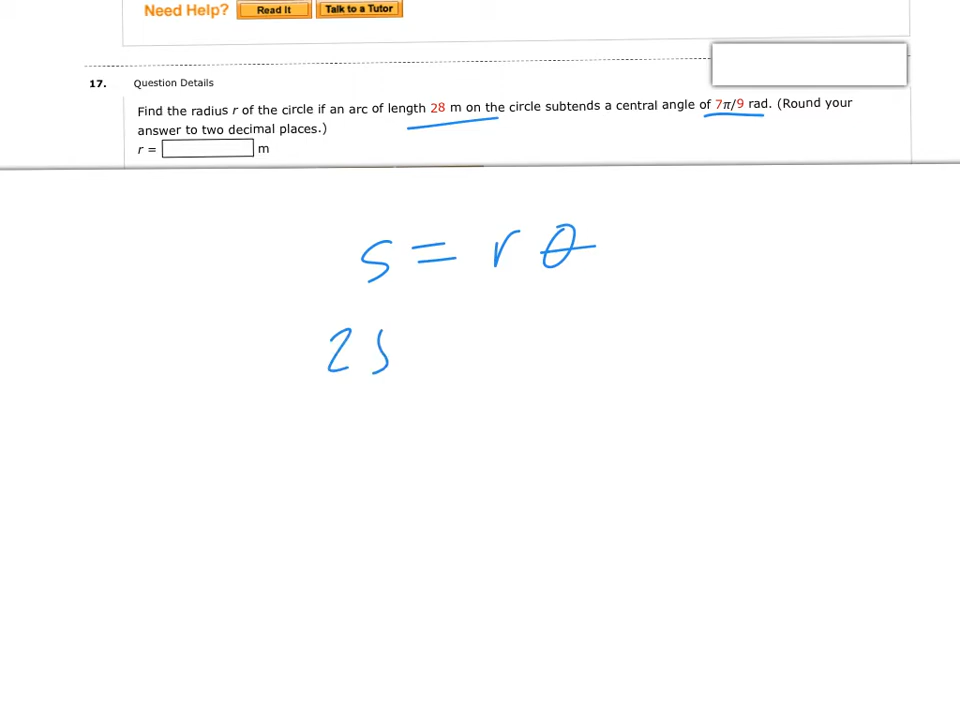 Need Help? Read It Talk to a Tutor
17. Question Details
Find the radius r of the circle if an arc of length 28 m on the circle subtends a central angle of 7π/9 rad. (Round your
answer to two decimal places.)
r = m
s = r θ
2